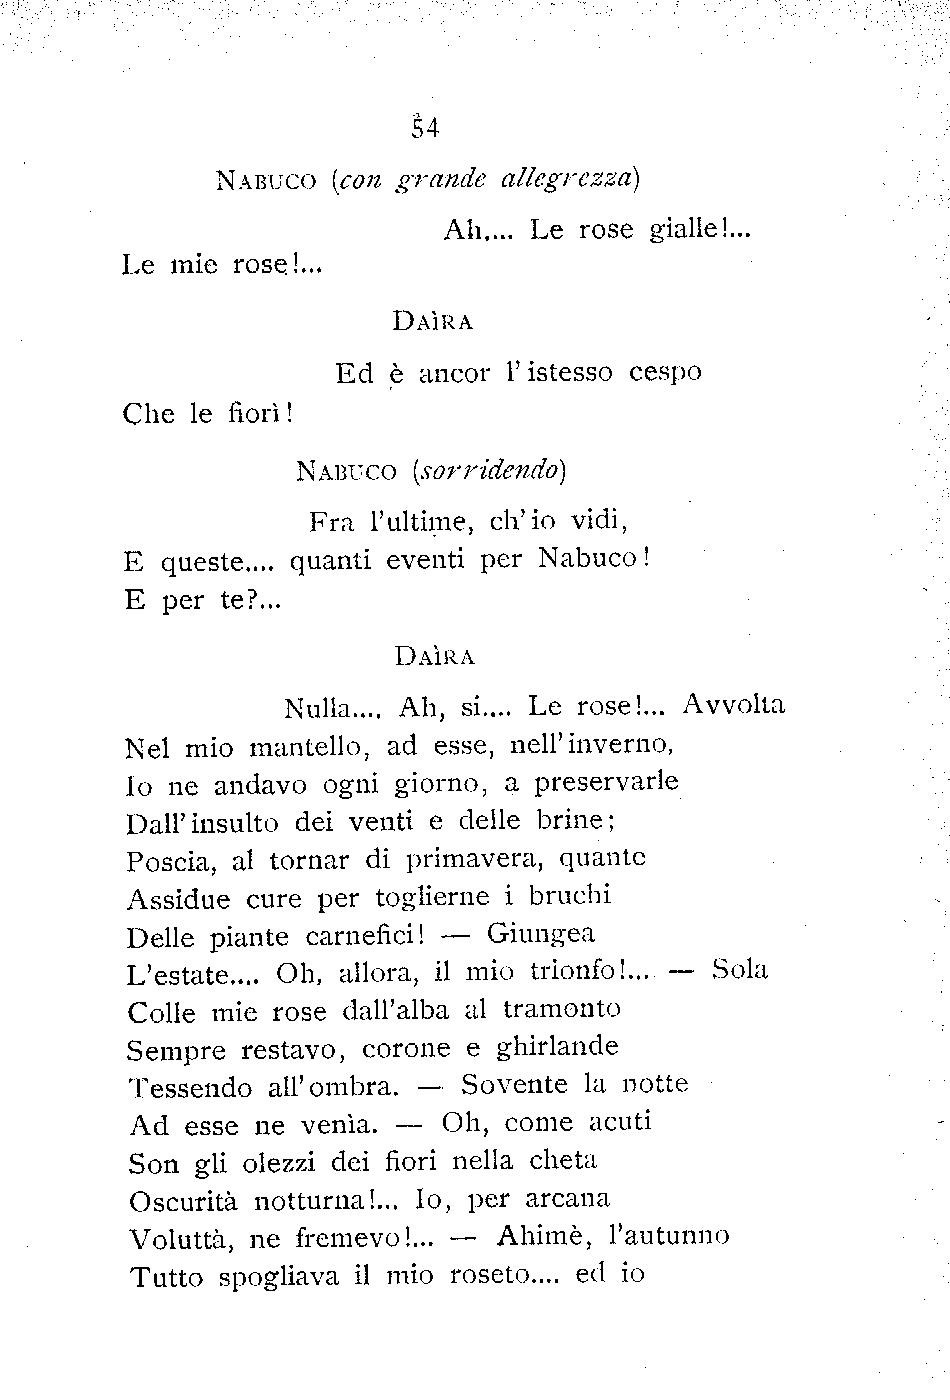 54
NABUCO (con grande allegrezza)
Ah.... Le rose gialle!...
Le mie rose!...
DAÌRA
Ed è ancor l'istesso cespo
Che le fiorì!
NABUCO (sorridendo)
Fra l'ultime, ch'io vidi,
E queste.... quanti eventi per Nabuco!
E per te?...
DAÌRA
Nulla.... Ah, si.... Le rose!... Avvolta
Nel mio mantello, ad esse, nell'inverno,
Io ne andavo ogni giorno, a preservarle
Dall'insulto dei venti e delle brine;
Poscia, al tornar di primavera, quante
Assidue cure per toglierne i bruchi
Delle piante carnefici! — Giungea
L'estate.... Oh, allora, il mio trionfo!... — Sola
Colle mie rose dall'alba al tramonto
Sempre restavo, corone e ghirlande
Tessendo all'ombra. — Sovente la notte
Ad esse ne venìa. — Oh, come acuti
Son gli olezzi dei fiori nella cheta
Oscurità notturna!... Io, per arcana
Voluttà, ne fremevo!... — Ahimè, l'autunno
Tutto spogliava il mio roseto.... ed io